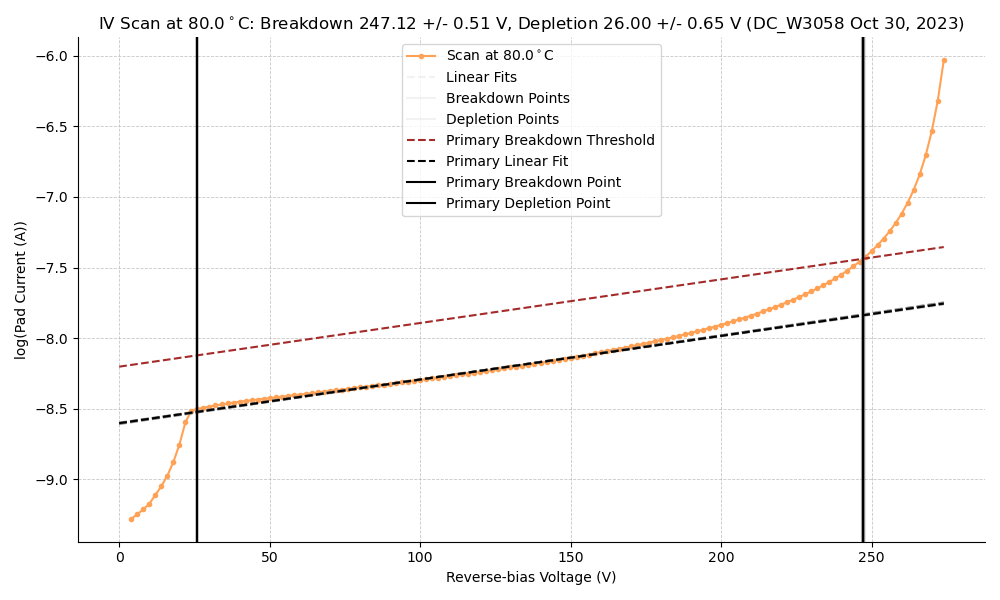 IV Scan at 80.0°C: Breakdown 247.12 +/- 0.51 V, Depletion 26.00 +/- 0.65 V (DC_W3058 Oct 30, 2023)
Scan at 80.0°C
Linear Fits
Breakdown Points
Depletion Points
Primary Breakdown Threshold
Primary Linear Fit
Primary Breakdown Point
Primary Depletion Point
log(Pad Current (A))
−6.0
−6.5
−7.0
−7.5
−8.0
−8.5
−9.0
0 50 100 150 200 250
Reverse-bias Voltage (V)